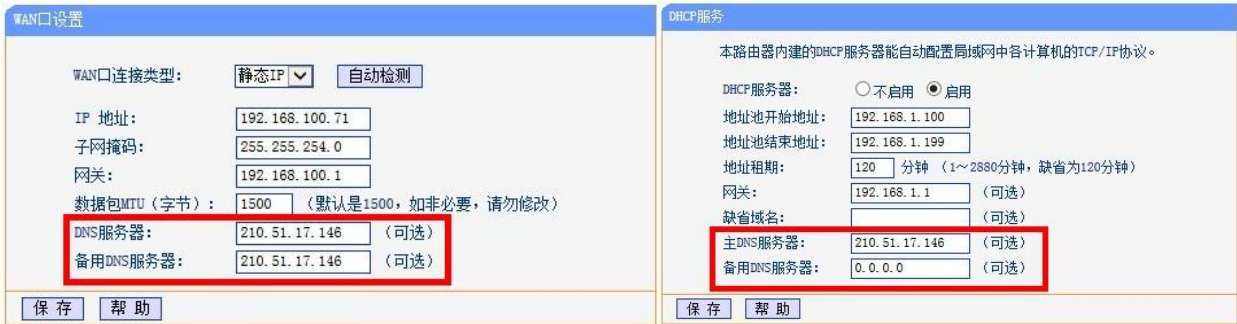 WAN口设置
WAN口连接类型： 静态IP 自动检测
IP 地址： 192.168.100.71
子网掩码： 255.255.254.0
网关： 192.168.100.1
数据包MTU（字节）： 1500 （默认是1500，如非必要，请勿修改）
DNS服务器： 210.51.17.146 （可选）
备用DNS服务器： 210.51.17.146 （可选）
保 存 帮 助
DHCP服务
本路由器内建的DHCP服务器能自动配置局域网中各计算机的TCP/IP协议。
DHCP服务器： 不启用 启用
地址池开始地址： 192.168.1.100
地址池结束地址： 192.168.1.199
地址租期： 120 分钟 （1～2880分钟，缺省为120分钟）
网关： 192.168.1.1 （可选）
缺省域名： （可选）
主DNS服务器： 210.51.17.146 （可选）
备用DNS服务器： 0.0.0.0 （可选）
保 存 帮 助